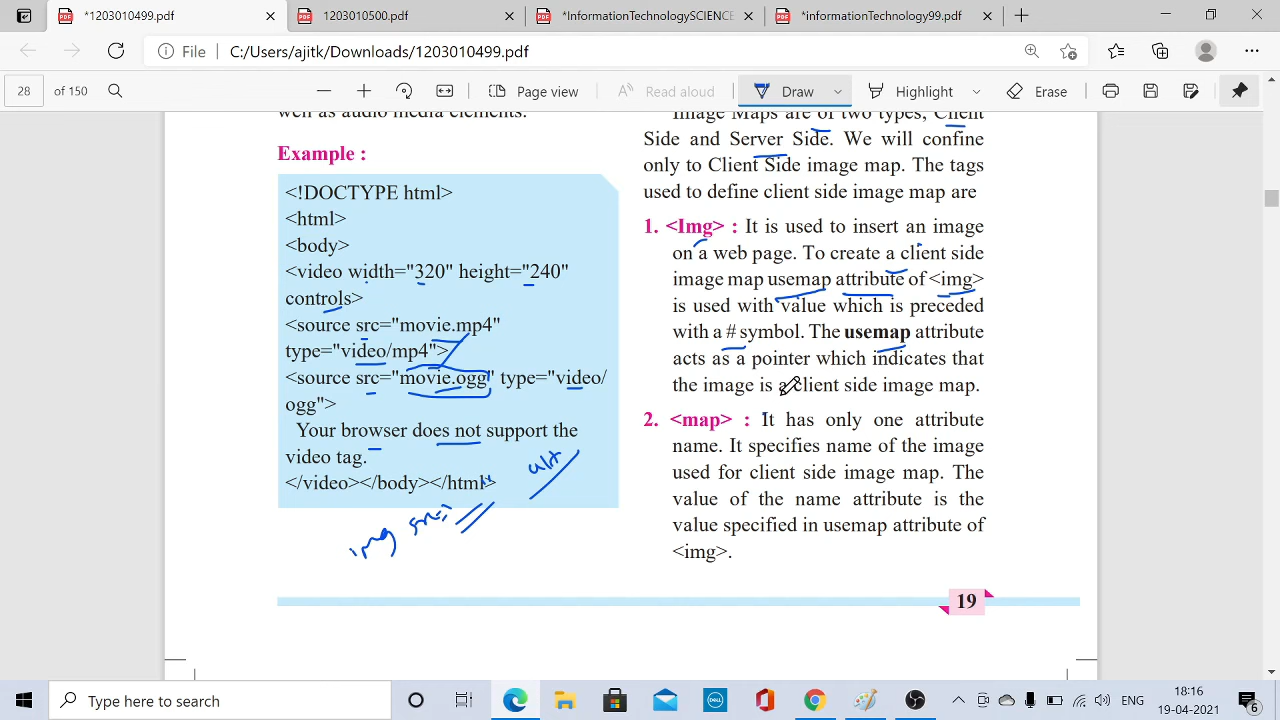 1203010500.pdf
*1203010500.pdf
*InformationTechnologySCommerce
*InformationTechnologyScience.pdf
File C:/Users/ajitk/Downloads/1203010499.pdf
28 of 150 Page view Read aloud Draw Highlight Erase
well as audio media elements.
Example :
<!DOCTYPE html>
<html>
<body>
<video width="320" height="240"
controls>
<source src="movie.mp4"
type="video/mp4">
<source src="movie.ogg" type="video/
ogg">
Your browser does not support the
video tag.
</video></body></html>
alt
img src=
Image Maps are of two types, Client
Side and Server Side. We will confine
only to Client Side image map. The tags
used to define client side image map are
1. <Img> : It is used to insert an image
on a web page. To create a client side
image map usemap attribute of <img>
is used with value which is preceded
with a # symbol. The usemap attribute
acts as a pointer which indicates that
the image is a client side image map.
2. <map> : It has only one attribute
name. It specifies name of the image
used for client side image map. The
value of the name attribute is the
value specified in usemap attribute of
<img>.
19
Type here to search
DELL
ENG
18:16
19-04-2021
6